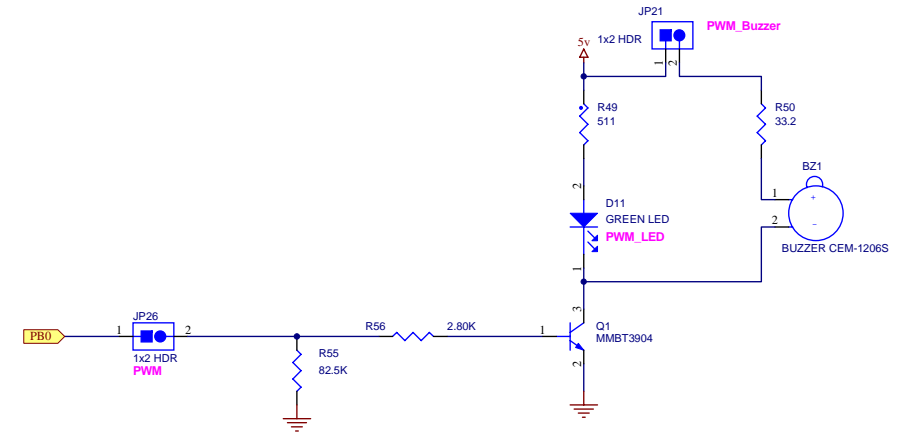 JP21
PWM_Buzzer
5v
1x2 HDR
1
2
R49
511
R50
33.2
BZ1
2
1
+
D11
GREEN LED
PWM_LED
2
-
BUZZER CEM-1206S
1
3
JP26
R56
2.80K
Q1
MMBT3904
PB0
1
2
1
1x2 HDR
PWM
R55
82.5K
2